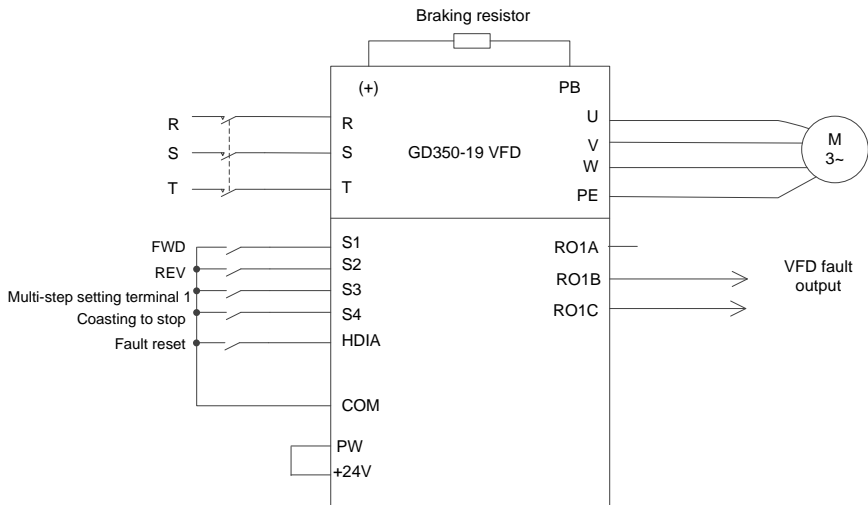 Braking resistor
(+)
PB
R
R
U
S
S
GD350-19 VFD
V
M
3~
W
T
T
PE
FWD
S1
RO1A
REV
S2
Multi-step setting terminal 1
S3
RO1B
VFD fault
output
Coasting to stop
S4
RO1C
Fault reset
HDIA
COM
PW
+24V